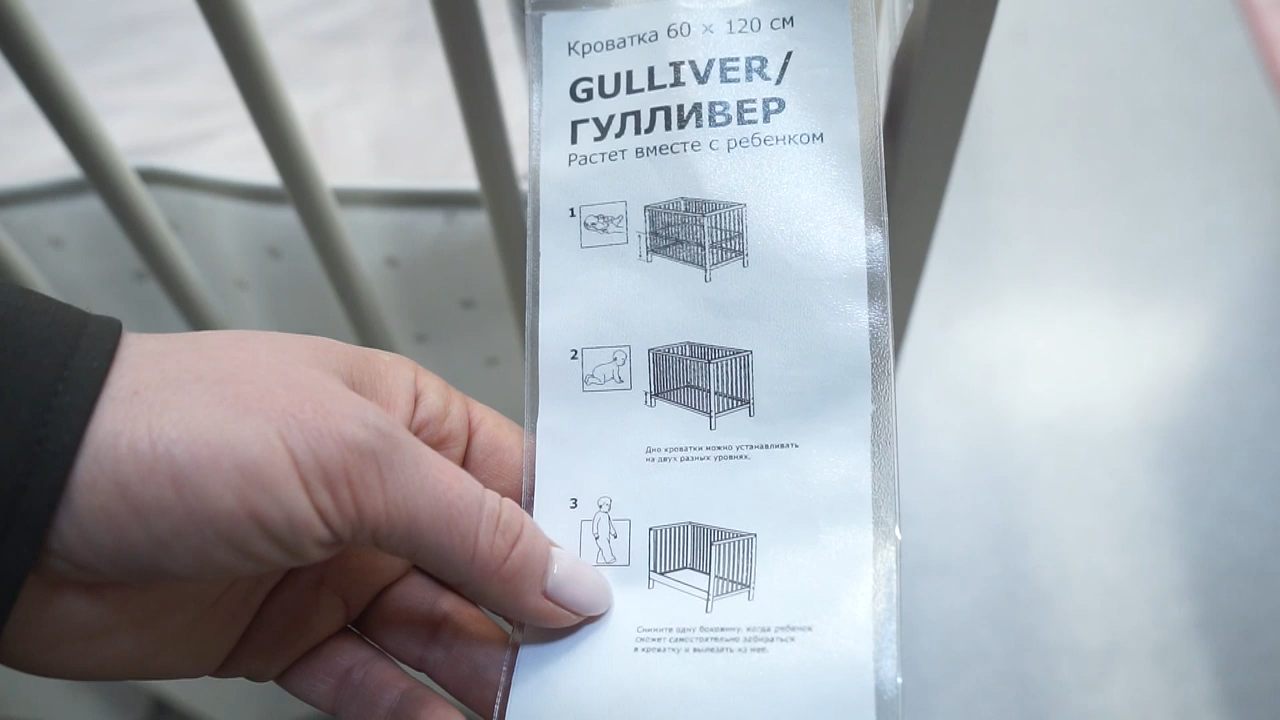 Кроватка 60 × 120 см
GULLIVER/
ГУЛЛИВЕР
Растет вместе с ребенком
1
2
Дно кроватки можно устанавливать
на двух разных уровнях.
3
Снимите одну боковину, когда ребенок
сможет самостоятельно забираться
в кроватку и вылезать из нее.